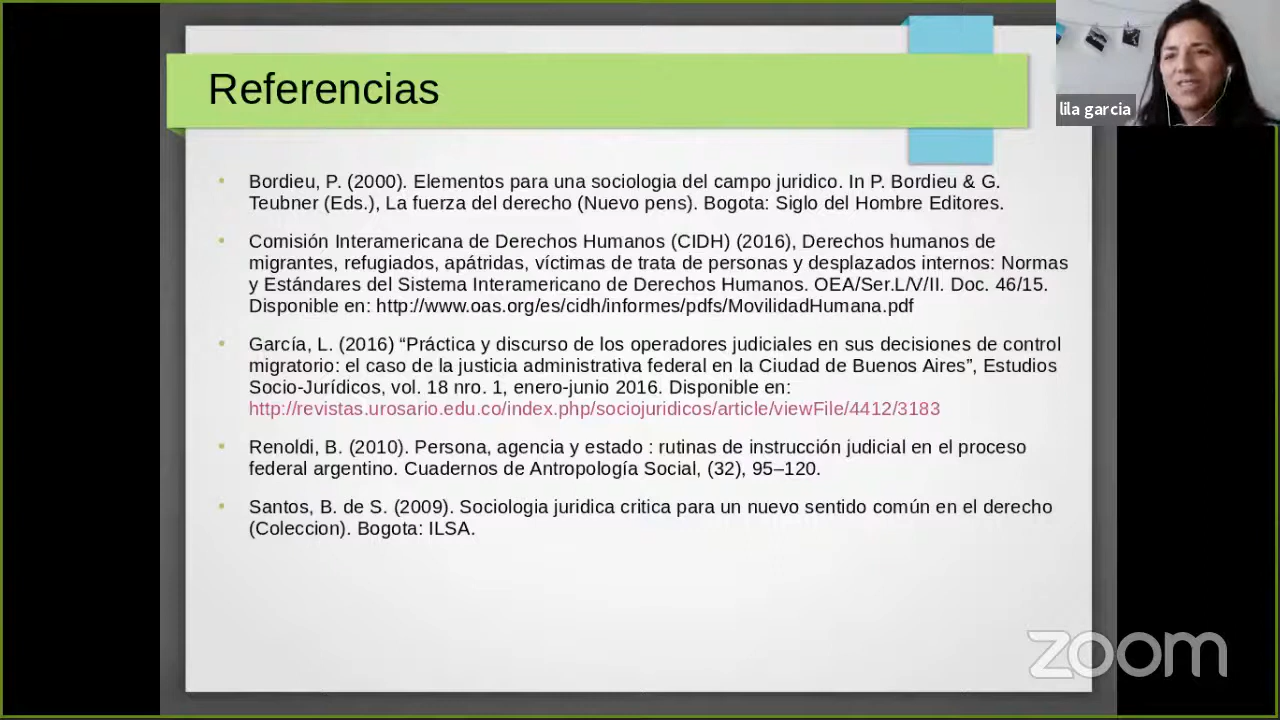 Referencias
lila garcia
Bordieu, P. (2000). Elementos para una sociologia del campo juridico. In P. Bordieu & G.
Teubner (Eds.), La fuerza del derecho (Nuevo pens). Bogota: Siglo del Hombre Editores.
Comisión Interamericana de Derechos Humanos (CIDH) (2016), Derechos humanos de
migrantes, refugiados, apátridas, víctimas de trata de personas y desplazados internos: Normas
y Estándares del Sistema Interamericano de Derechos Humanos. OEA/Ser.L/V/II. Doc. 46/15.
Disponible en: http://www.oas.org/es/cidh/informes/pdfs/MovilidadHumana.pdf
García, L. (2016) “Práctica y discurso de los operadores judiciales en sus decisiones de control
migratorio: el caso de la justicia administrativa federal en la Ciudad de Buenos Aires”, Estudios
Socio-Jurídicos, vol. 18 nro. 1, enero-junio 2016. Disponible en:
http://revistas.urosario.edu.co/index.php/sociojuridicos/article/viewFile/4412/3183
Renoldi, B. (2010). Persona, agencia y estado : rutinas de instrucción judicial en el proceso
federal argentino. Cuadernos de Antropología Social, (32), 95–120.
Santos, B. de S. (2009). Sociologia juridica critica para un nuevo sentido común en el derecho
(Coleccion). Bogota: ILSA.
zoom